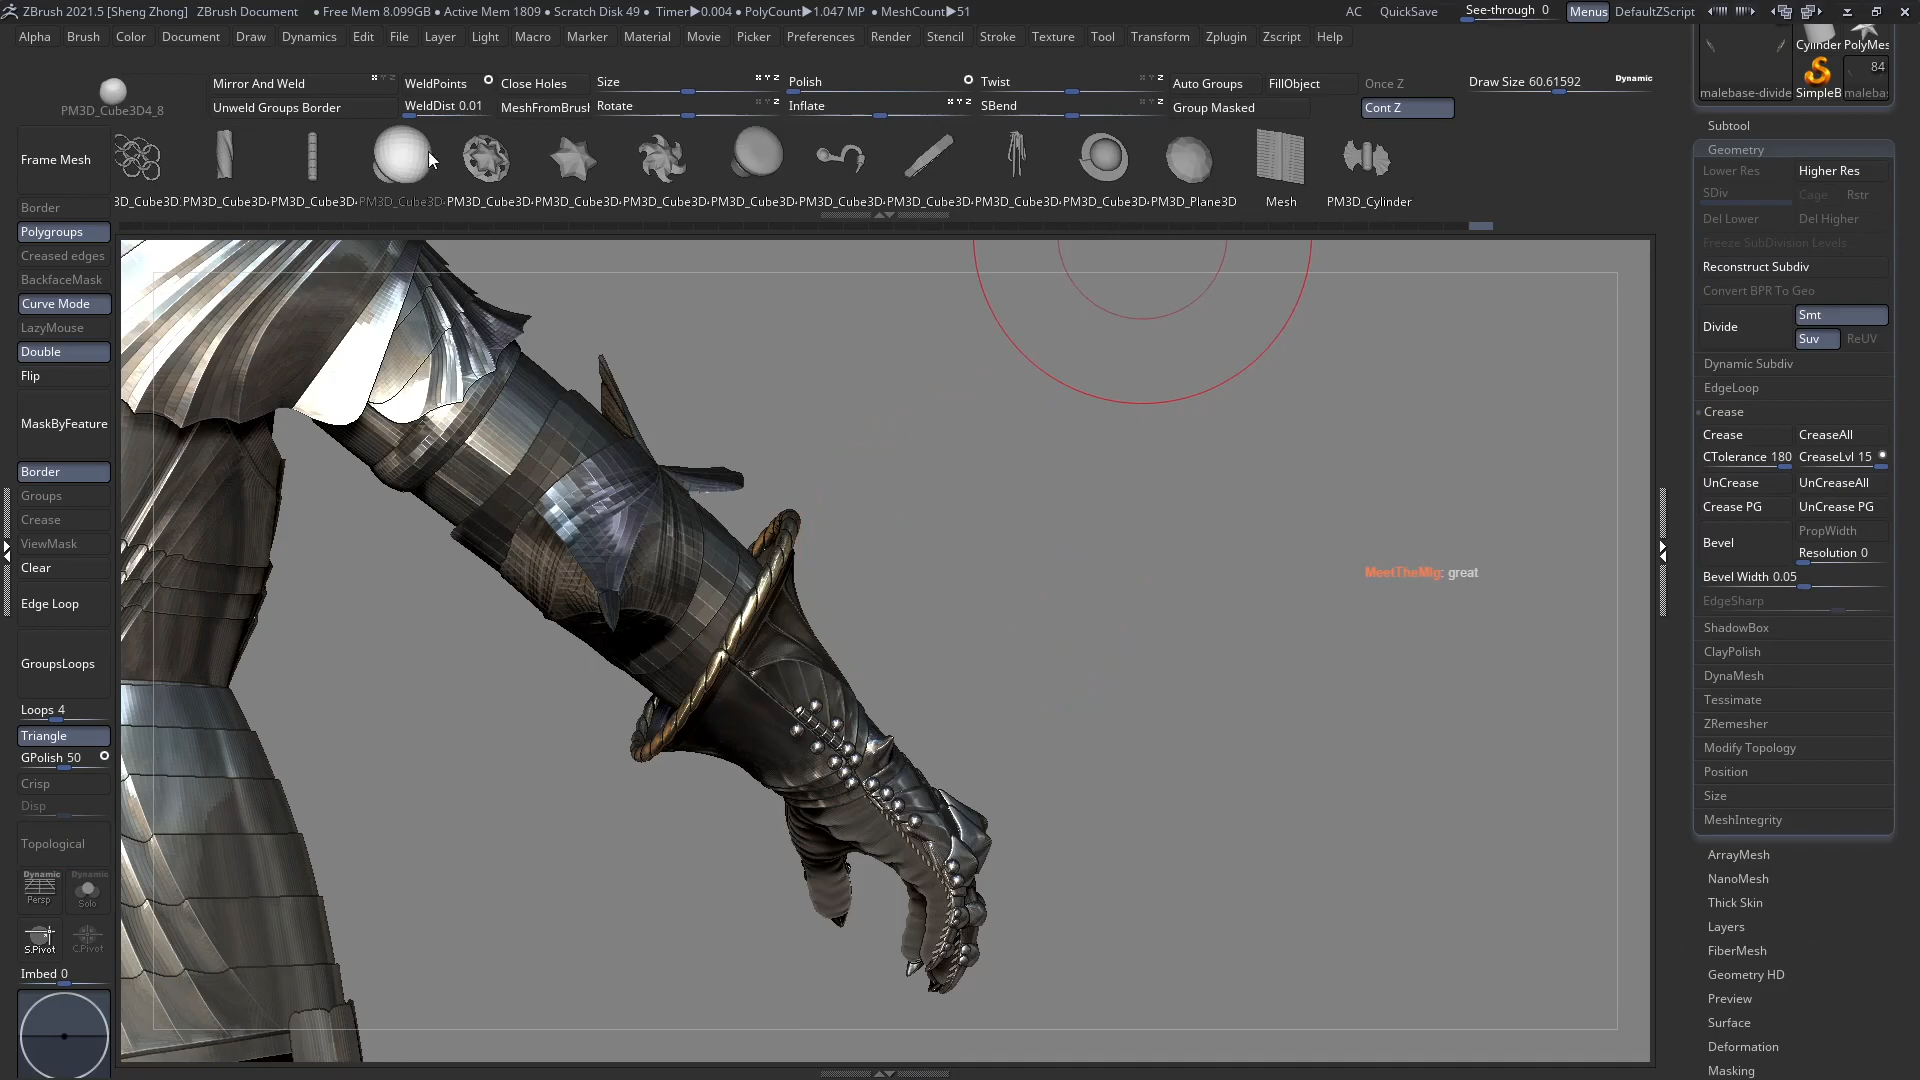 ZBrush 2021.5 [Sheng Zhong] ZBrush Document • Free Mem 8.099GB • Active Mem 1809 • Scratch Disk 49 • Timer▶0.004 • PolyCount▶1.047 MP • MeshCount▶51 AC QuickSave See-through 0 Menus DefaultZScript
Alpha Brush Color Document Draw Dynamics Edit File Layer Light Macro Marker Material Movie Picker Preferences Render Stencil Stroke Texture Tool Transform Zplugin Zscript Help
Cylinder PolyMes
84
malebase-divide SimpleB malebas
PM3D_Cube3D4_8
Mirror And Weld WeldPoints Close Holes Size Polish Twist Auto Groups FillObject Once Z Draw Size 60.61592 Dynamic
Unweld Groups Border WeldDist 0.01 MeshFromBrush Rotate Inflate SBend Group Masked Cont Z
3D_Cube3D. PM3D_Cube3D. PM3D_Cube3D. PM3D_Cube3D. PM3D_Cube3D. PM3D_Cube3D. PM3D_Cube3D. PM3D_Cube3D. PM3D_Cube3D. PM3D_Cube3D. PM3D_Cube3D. PM3D_Cube3D. PM3D_Plane3D Mesh PM3D_Cylinder
Frame Mesh
Border
Polygroups
Creased edges
BackfaceMask
Curve Mode
LazyMouse
Double
Flip
MaskByFeature
Border
Groups
Crease
ViewMask
Clear
Edge Loop
GroupsLoops
Loops 4
Triangle
GPolish 50
Crisp
Disp
Topological
Dynamic Dynamic
Persp Solo
S.Pivot C.Pivot
Imbed 0
MeetTheMig: great
Subtool
Geometry
Lower Res Higher Res
SDiv Cage Rstr
Del Lower Del Higher
Freeze SubDivision Levels
Reconstruct Subdiv
Convert BPR To Geo
Divide Smt
Suv ReUV
Dynamic Subdiv
EdgeLoop
Crease
Crease CreaseAll
CTolerance 180 CreaseLvl 15
UnCrease UnCreaseAll
Crease PG UnCrease PG
Bevel PropWidth
Resolution 0
Bevel Width 0.05
EdgeSharp
ShadowBox
ClayPolish
DynaMesh
Tessimate
ZRemesher
Modify Topology
Position
Size
MeshIntegrity
ArrayMesh
NanoMesh
Thick Skin
Layers
FiberMesh
Geometry HD
Preview
Surface
Deformation
Masking